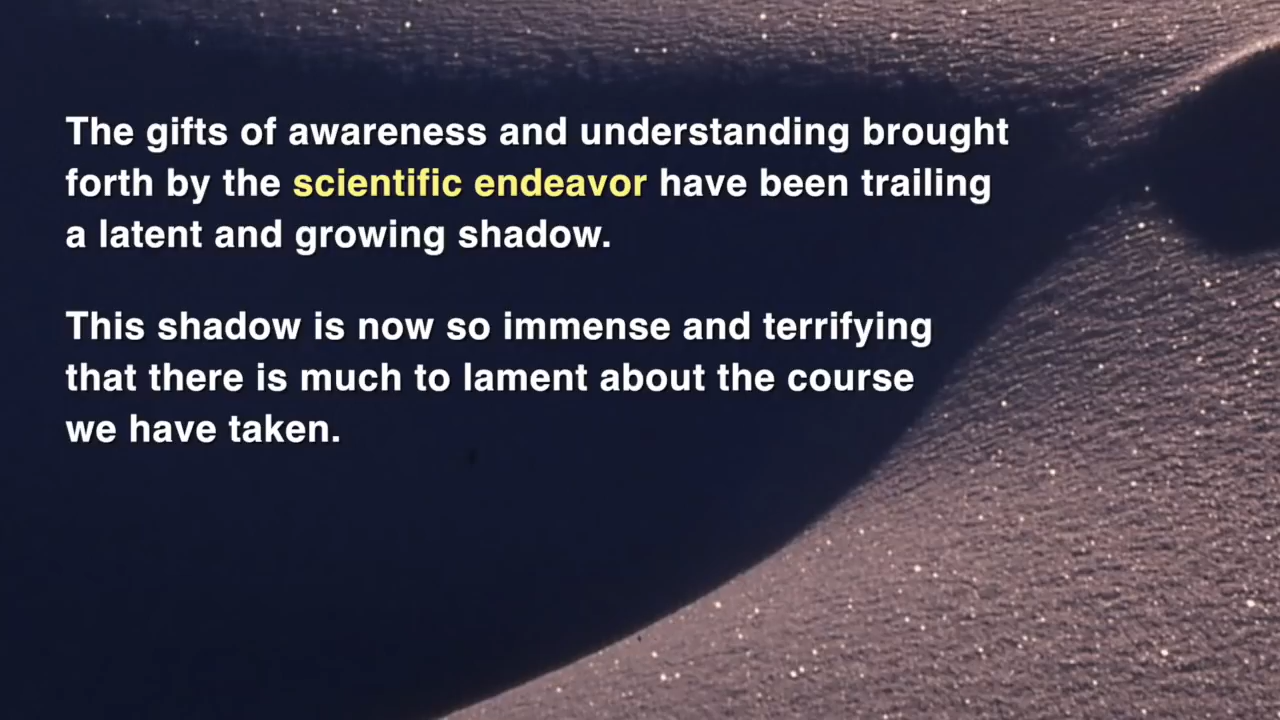 The gifts of awareness and understanding brought
forth by the scientific endeavor have been trailing
a latent and growing shadow.
This shadow is now so immense and terrifying
that there is much to lament about the course
we have taken.